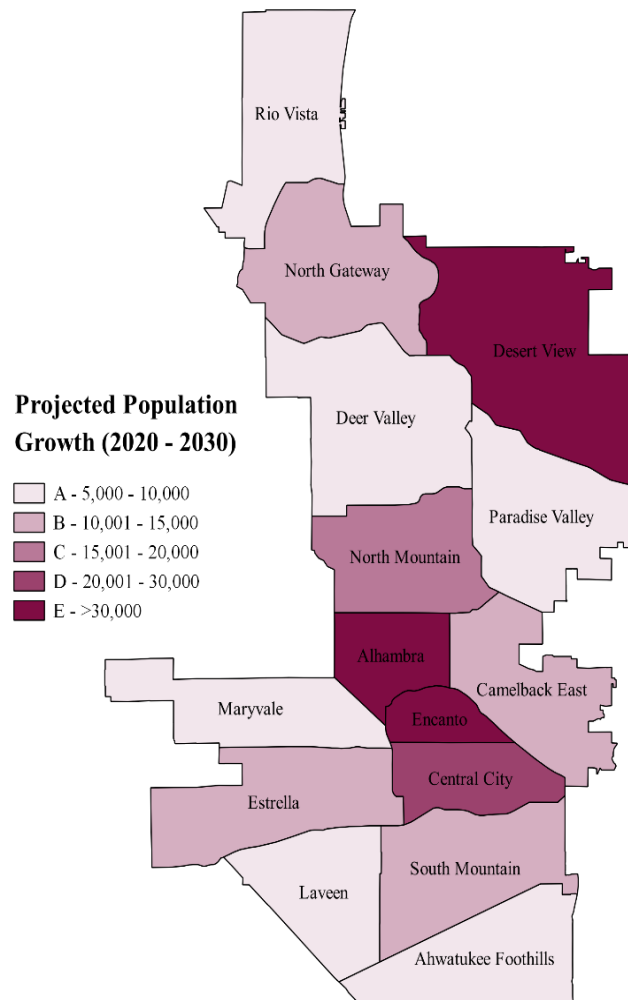 Rio Vista
North Gateway
Desert View
Projected Population
Growth (2020 - 2030)
A - 5,000 - 10,000
B - 10,001 - 15,000
C - 15,001 - 20,000
D - 20,001 - 30,000
E - >30,000
Deer Valley
Paradise Valley
North Mountain
Alhambra
Camelback East
Maryvale
Encanto
Central City
Estrella
South Mountain
Laveen
Ahwatukee Foothills